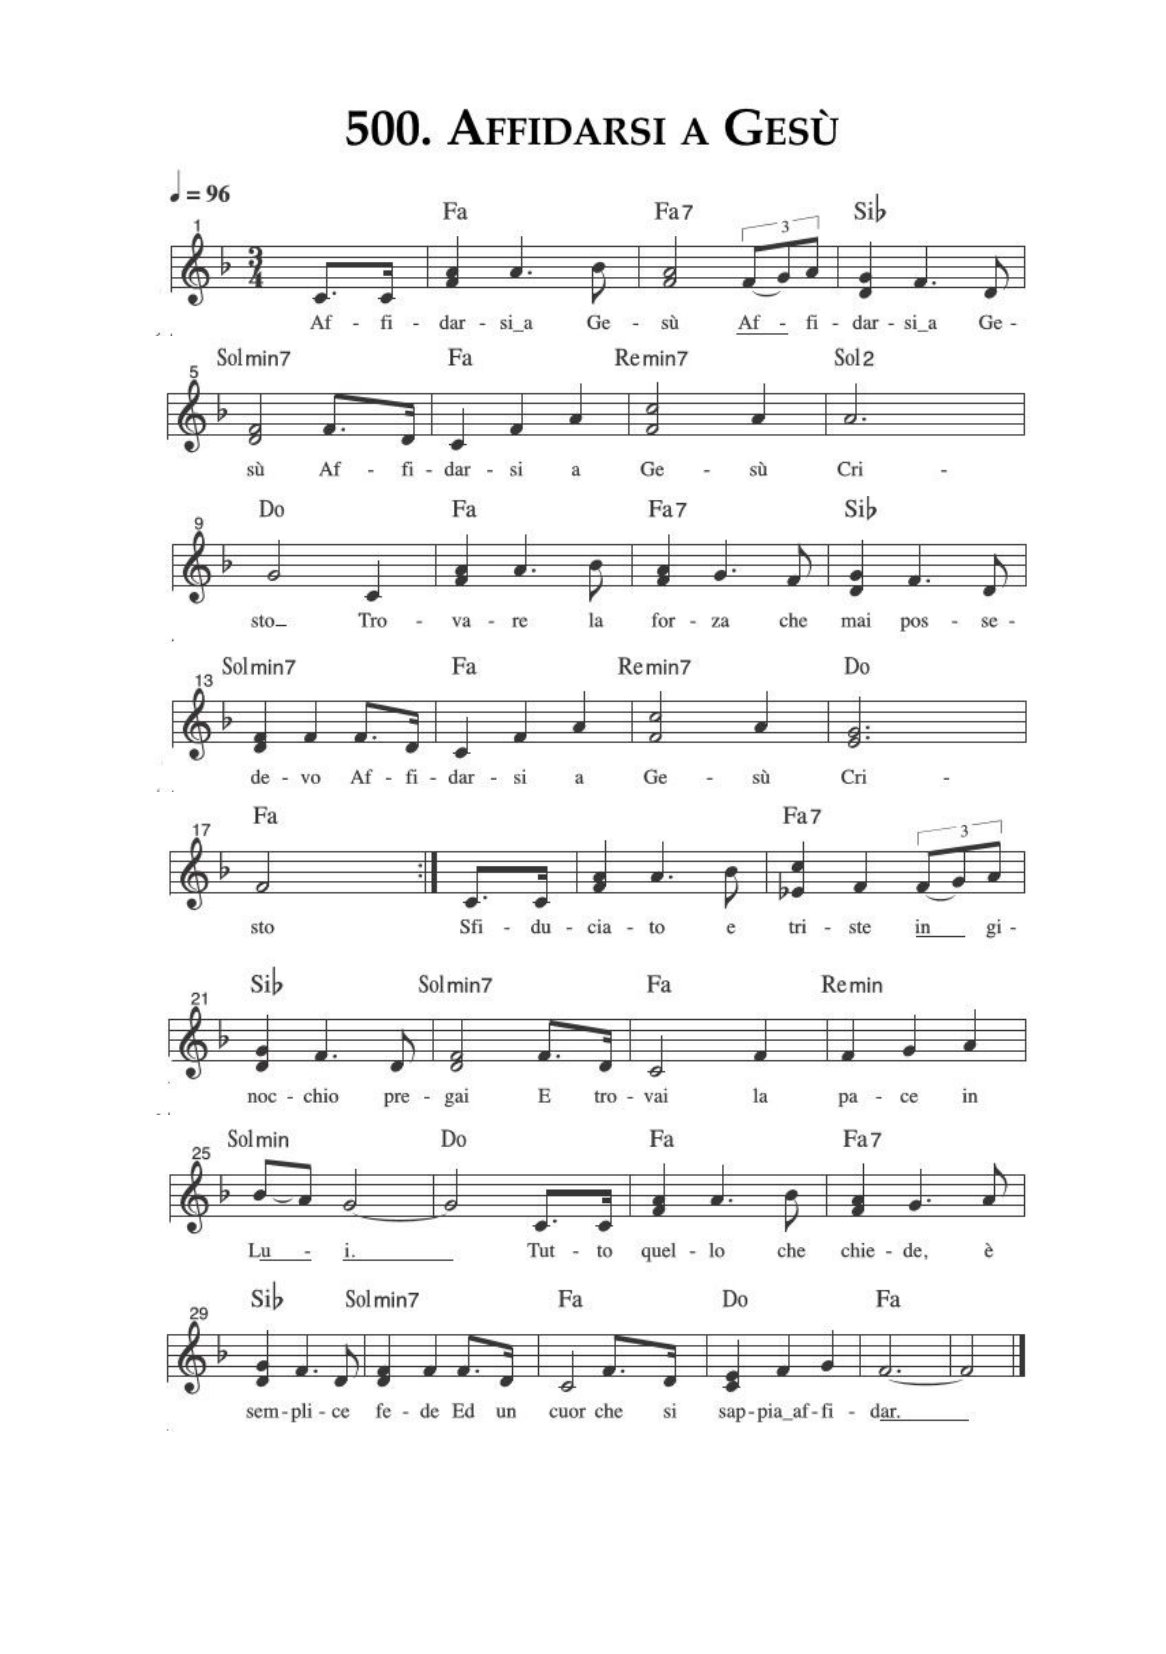 500. Affidarsi a Gesù
♩ = 96
Fa Fa7 Si♭
1 3
3/4
Af - fi - dar - si_a Ge - sù Af - fi - dar - si_a Ge -
Solmin7 Fa Remin7 Sol2
5
sù Af - fi - dar - si a Ge - sù Cri -
Do Fa Fa7 Si♭
9
sto_ Tro - va - re la for - za che mai pos - se -
Solmin7 Fa Remin7 Do
13
de - vo Af - fi - dar - si a Ge - sù Cri -
Fa Fa7
17 3
sto Sfi - du - cia - to e tri - ste in gi -
Si♭ Solmin7 Fa Remin
21
noc - chio pre - gai E tro - vai la pa - ce in
Solmin Do Fa Fa7
25
Lu - i. Tut - to quel - lo che chie - de, è
Si♭ Solmin7 Fa Do Fa
29
sem - pli - ce fe - de Ed un cuor che si sap - pia_af - fi - dar.